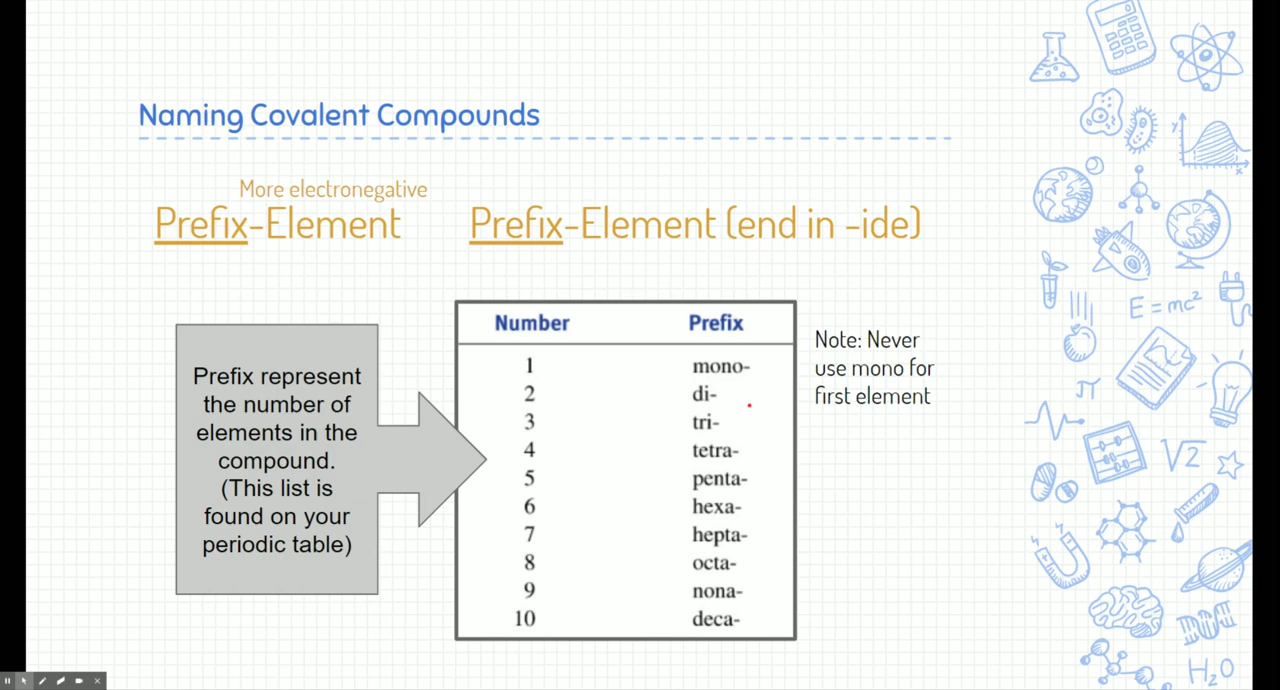 Naming Covalent Compounds
More electronegative
Prefix-Element Prefix-Element (end in -ide)
Prefix represent
the number of
elements in the
compound.
(This list is
found on your
periodic table)
Number Prefix
1 mono-
2 di-
3 tri-
4 tetra-
5 penta-
6 hexa-
7 hepta-
8 octa-
9 nona-
10 deca-
Note: Never
use mono for
first element
y
x
E=mc²
π
√2
H₂O